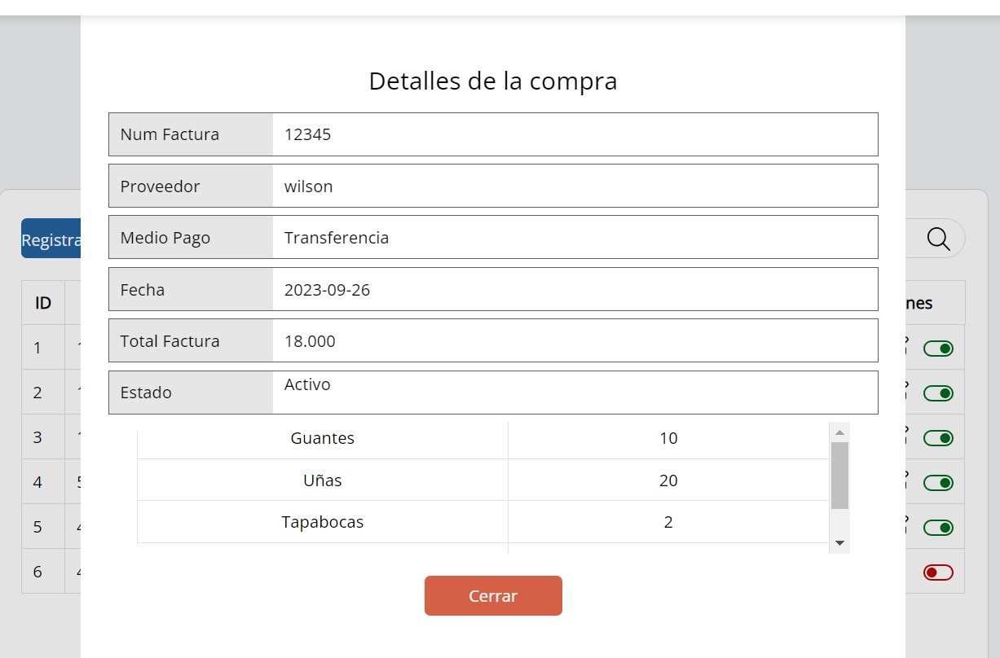 Detalles de la compra
Num Factura 12345
Proveedor wilson
Registra
Medio Pago Transferencia
Fecha 2023-09-26
ID
nes
Total Factura 18.000
1
Estado Activo
2
Guantes 10
3
Uñas 20
4
Tapabocas 2
5
6
Cerrar